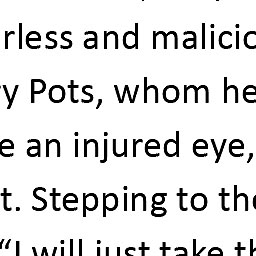 rless and malicio
y Pots, whom he
e an injured eye,
t. Stepping to the
“I will just take th